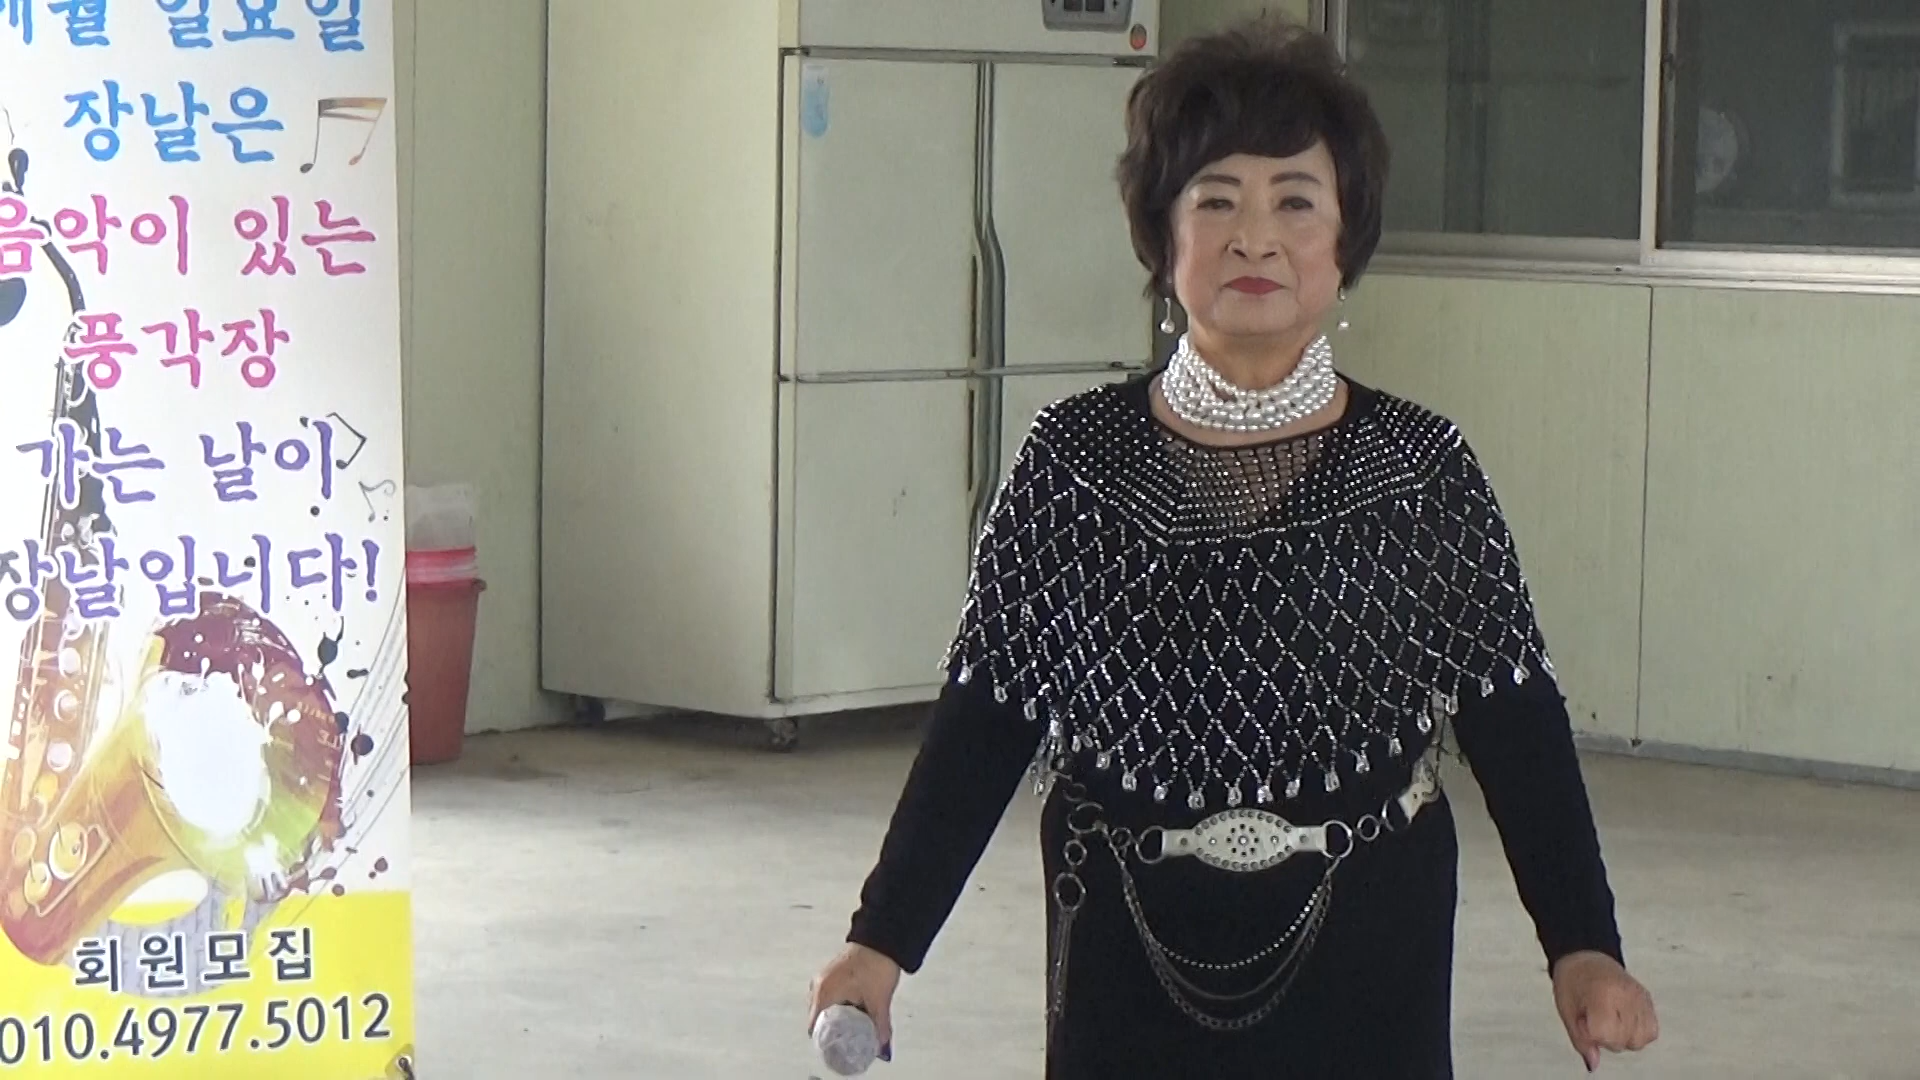 매월 일요일
장날은
음악이 있는
풍각장
가는 날이
장날입니다!
회원모집
010.4977.5012